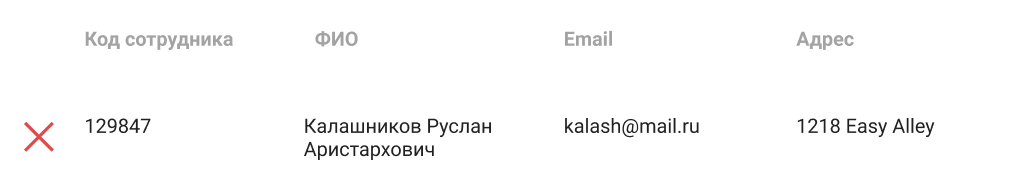 Код сотрудника ФИО Email Адрес
129847 Калашников Руслан kalash@mail.ru 1218 Easy Alley
Аристархович